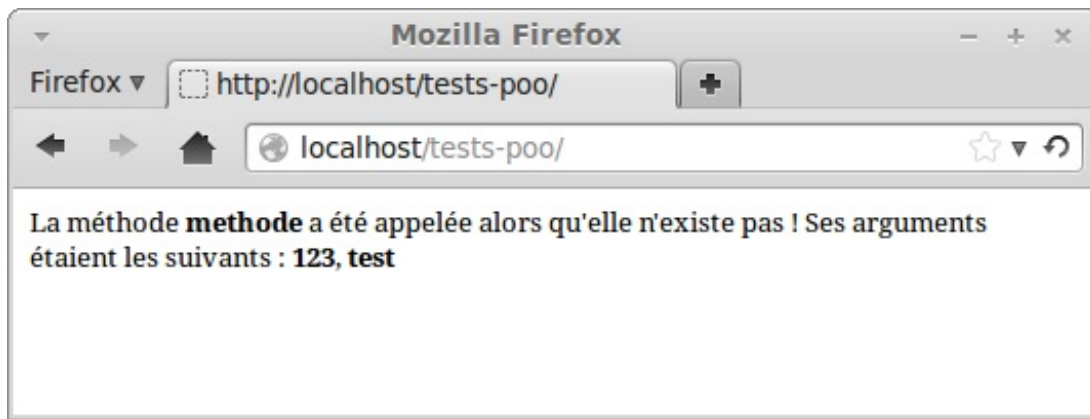 Mozilla Firefox
Firefox
http://localhost/tests-poo/
localhost/tests-poo/
La méthode methode a été appelée alors qu'elle n'existe pas ! Ses arguments
étaient les suivants : 123, test